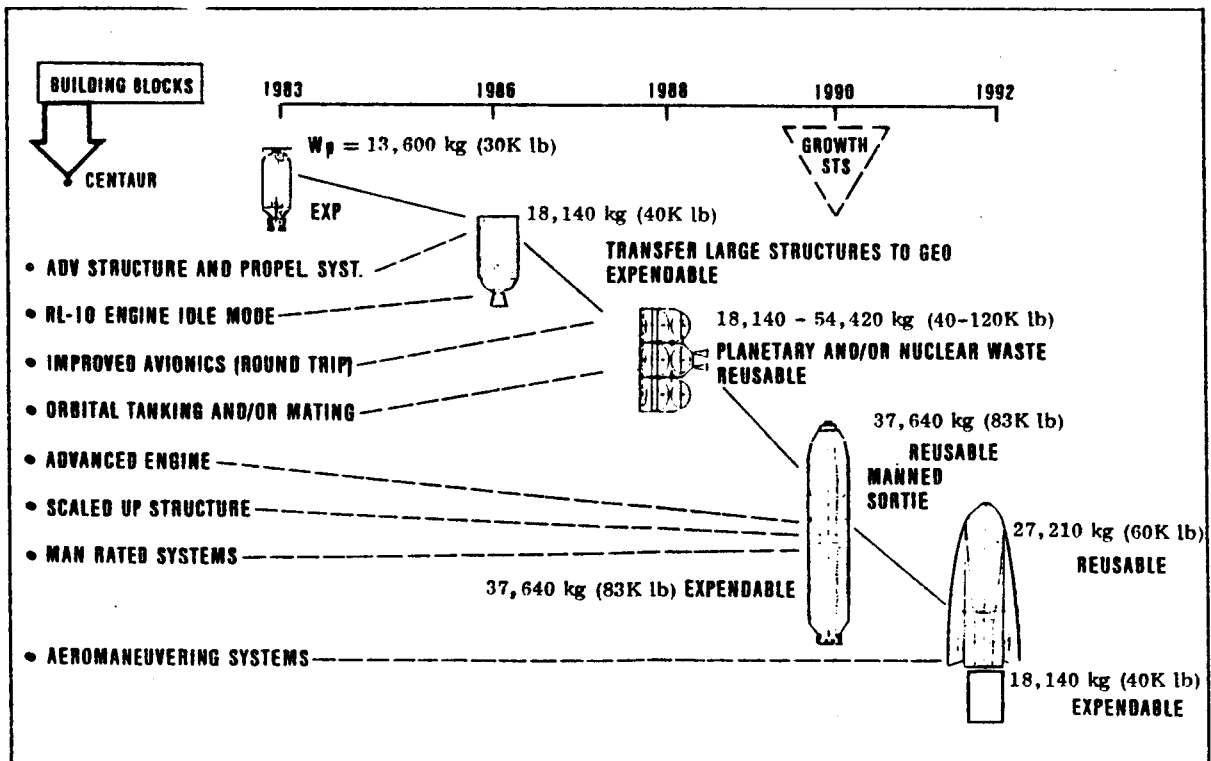 BUILDING BLOCKS
1983 1986 1988 1990 1992
Wp = 13,600 kg (30K lb)
GROWTH
STS
• CENTAUR
EXP
18,140 kg (40K lb)
TRANSFER LARGE STRUCTURES TO GEO
EXPENDABLE
• ADV STRUCTURE AND PROPEL SYST.
• RL-10 ENGINE IDLE MODE
18,140 - 54,420 kg (40-120K lb)
PLANETARY AND/OR NUCLEAR WASTE
REUSABLE
• IMPROVED AVIONICS (ROUND TRIP)
• ORBITAL TANKING AND/OR MATING
37,640 kg (83K lb)
REUSABLE
MANNED
SORTIE
• ADVANCED ENGINE
• SCALED UP STRUCTURE
27,210 kg (60K lb)
REUSABLE
• MAN RATED SYSTEMS
37,640 kg (83K lb) EXPENDABLE
• AEROMANEUVERING SYSTEMS
18,140 kg (40K lb)
EXPENDABLE